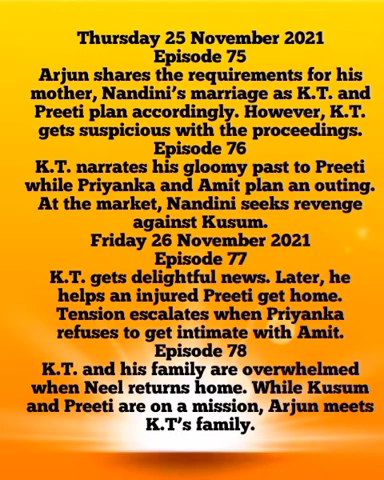 Thursday 25 November 2021
Episode 75
Arjun shares the requirements for his
mother, Nandini's marriage as K.T. and
Preeti plan accordingly. However, K.T.
gets suspicious with the proceedings.
Episode 76
K.T. narrates his gloomy past to Preeti
while Priyanka and Amit plan an outing.
At the market, Nandini seeks revenge
against Kusum.
Friday 26 November 2021
Episode 77
K.T. gets delightful news. Later, he
helps an injured Preeti get home.
Tension escalates when Priyanka
refuses to get intimate with Amit.
Episode 78
K.T. and his family are overwhelmed
when Neel returns home. While Kusum
and Preeti are on a mission, Arjun meets
K.T's family.